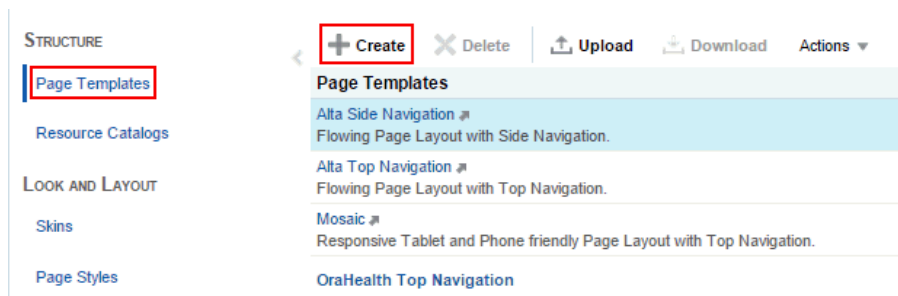 STRUCTURE
Page Templates
Resource Catalogs
LOOK AND LAYOUT
Skins
Page Styles
Create Delete Upload Download Actions
Page Templates
Alta Side Navigation
Flowing Page Layout with Side Navigation.
Alta Top Navigation
Flowing Page Layout with Top Navigation.
Mosaic
Responsive Tablet and Phone friendly Page Layout with Top Navigation.
OraHealth Top Navigation